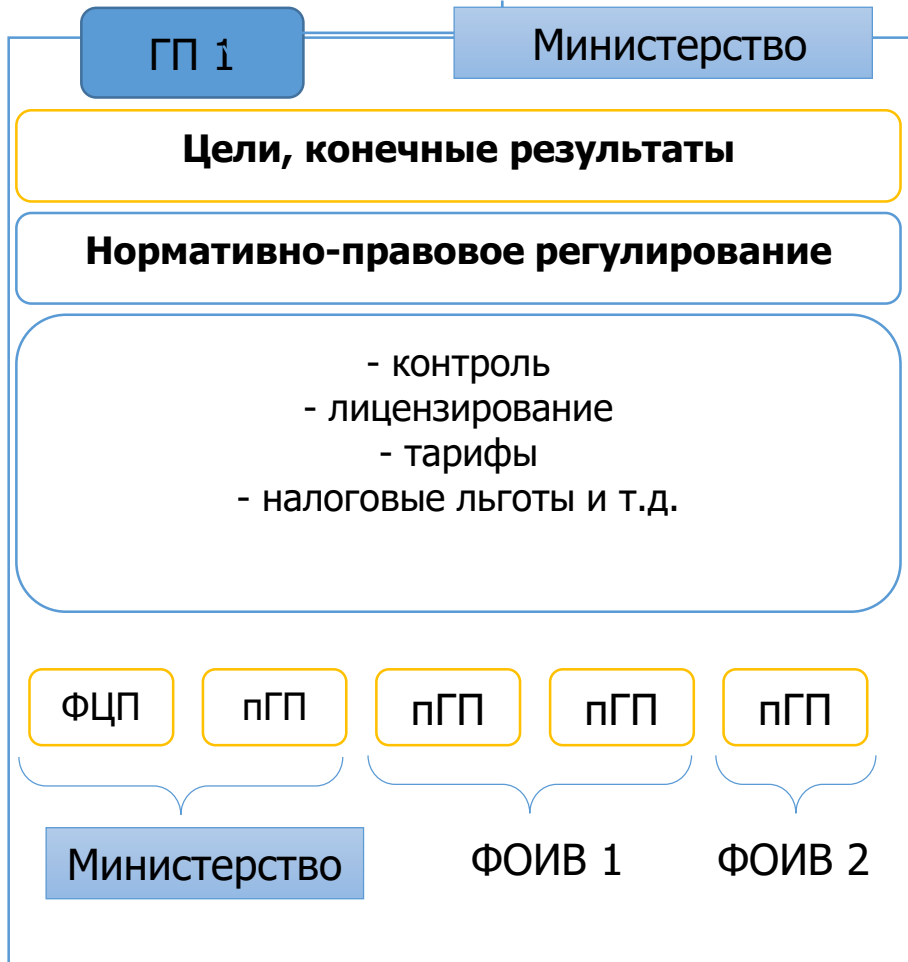 ГП 1
Министерство
Цели, конечные результаты
Нормативно-правовое регулирование
- контроль
- лицензирование
- тарифы
- налоговые льготы и т.д.
ФЦП
пГП
пГП
пГП
пГП
Министерство
ФОИВ 1
ФОИВ 2